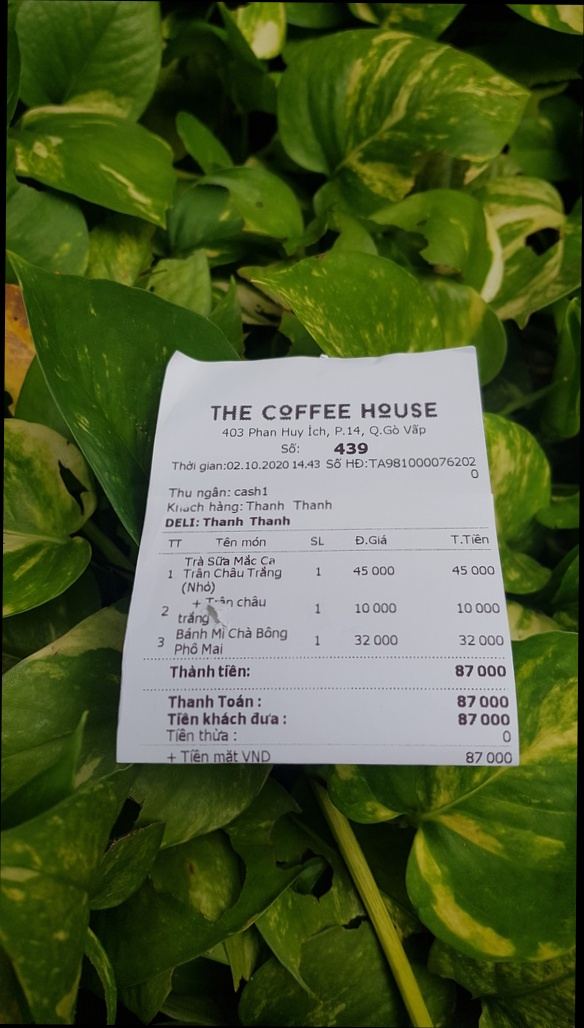 THE COFFEE HOUSE
403 Phan Huy Ích, P.14, Q.Gò Vấp
Số: 439
Thời gian:02.10.2020 14.43 Số HĐ:TA981000076202
0
Thu ngân: cash1
Khách hàng: Thanh Thanh
DELI: Thanh Thanh
TT Tên món SL Đ.Giá T.Tiền
Trà Sữa Mắc Ca
1 Trân Châu Trắng 1 45 000 45 000
(Nhỏ)
+ Trân châu
2 trắng 1 10 000 10 000
Bánh Mì Chà Bông
3 Phô Mai 1 32 000 32 000
Thành tiền: 87 000
Thanh Toán : 87 000
Tiền khách đưa : 87 000
Tiền thừa : 0
+ Tiền mặt VND 87 000